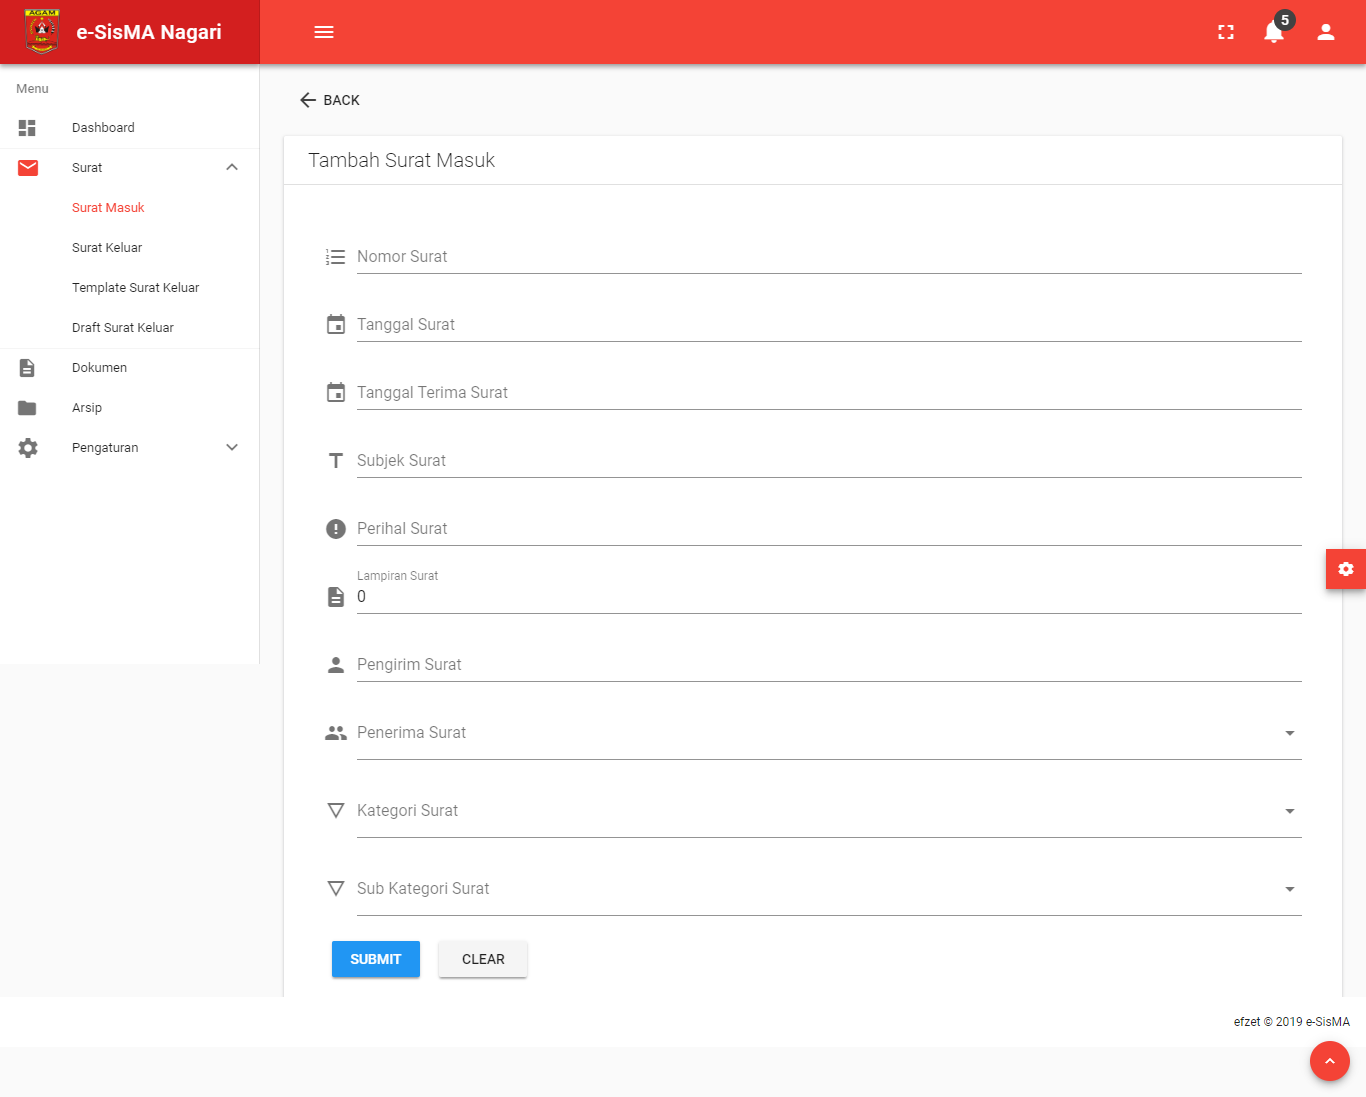 AGAM
e-SisMA Nagari
5
Menu
Dashboard
Surat
Surat Masuk
Surat Keluar
Template Surat Keluar
Draft Surat Keluar
Dokumen
Arsip
Pengaturan
BACK
Tambah Surat Masuk
Nomor Surat
Tanggal Surat
Tanggal Terima Surat
Subjek Surat
Perihal Surat
Lampiran Surat
0
Pengirim Surat
Penerima Surat
Kategori Surat
Sub Kategori Surat
SUBMIT
CLEAR
efzet © 2019 e-SisMA